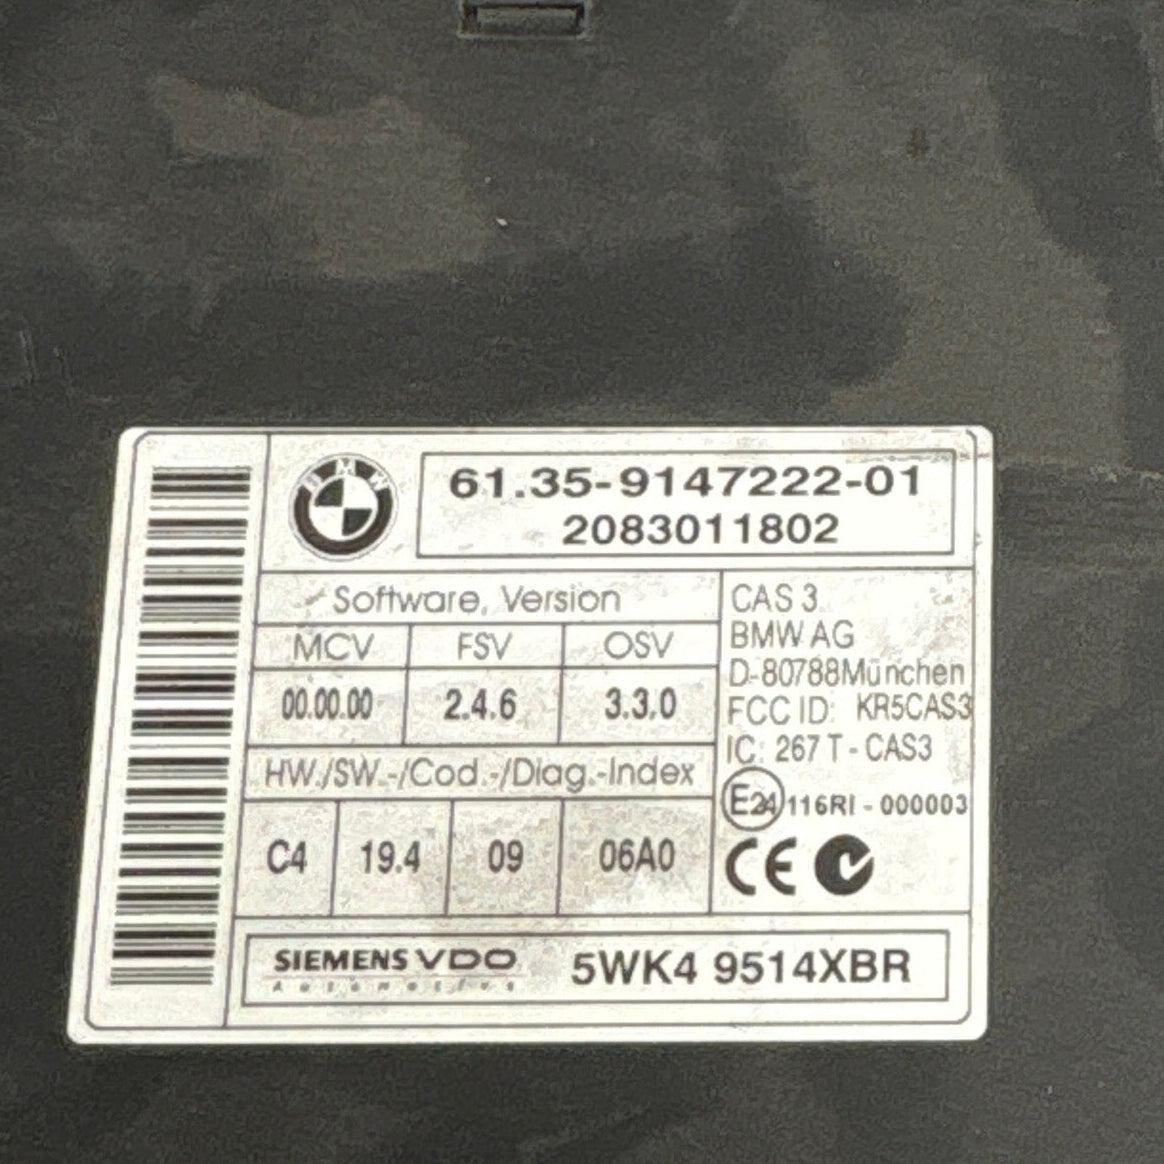 BMW
61.35-9147222-01
2083011802
Software, Version
MCV FSV OSV
00.00.00 2.4.6 3.3.0
HW./SW.-/Cod.-/Diag.-Index
C4 19.4 09 06A0
CAS 3
BMW AG
D-80788München
FCC ID: KR5CAS3
IC: 267 T - CAS3
E24 116RI - 000003
CE
SIEMENS VDO
Automotive
5WK4 9514XBR